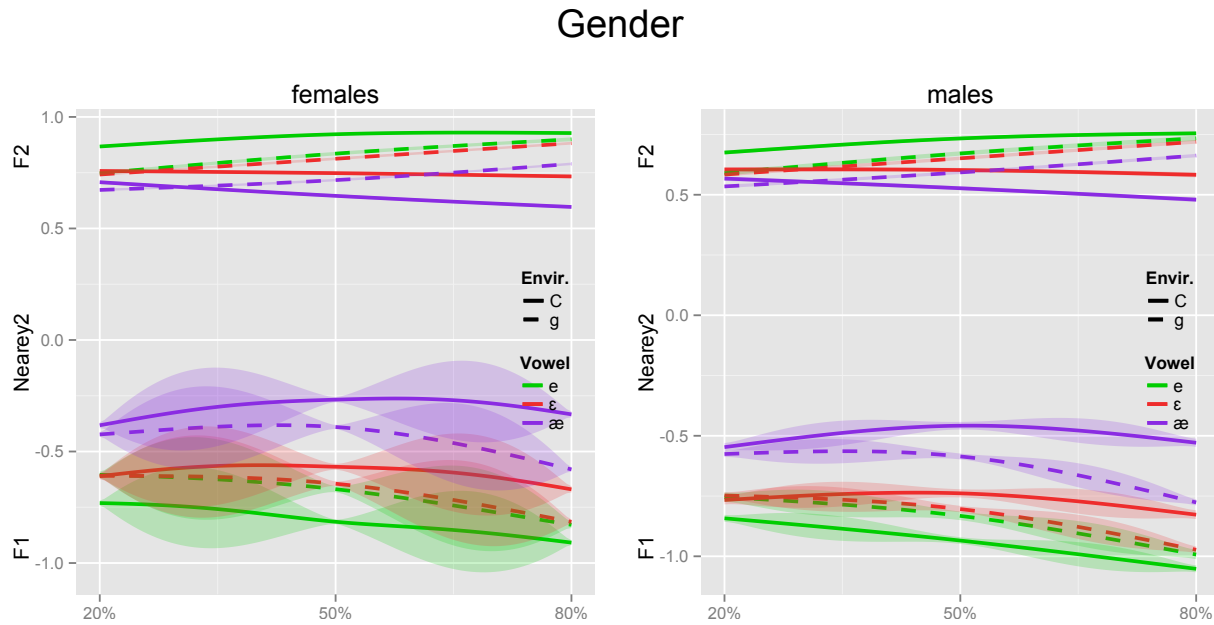 Gender
females
1.0
F2
0.5
Envir.
C
g
Nearey2
0.0
Vowel
e
ɛ
æ
-0.5
F1
-1.0
20%
50%
80%
males
F2
0.5
Envir.
C
g
Nearey2
0.0
Vowel
e
ɛ
æ
-0.5
F1
-1.0
20%
50%
80%